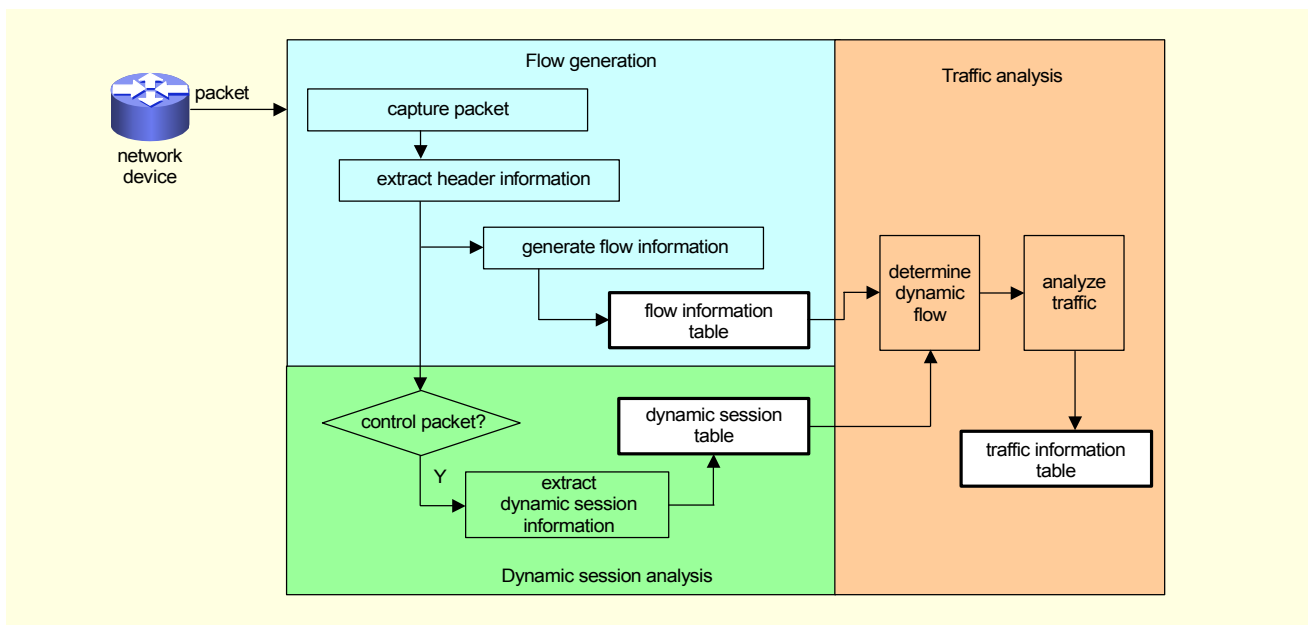 Flow generation
Traffic analysis
packet
capture packet
network
device
extract header information
generate flow information
determine
dynamic
flow
analyze
traffic
flow information
table
control packet?
dynamic session
table
traffic information
table
Y
extract
dynamic session
information
Dynamic session analysis